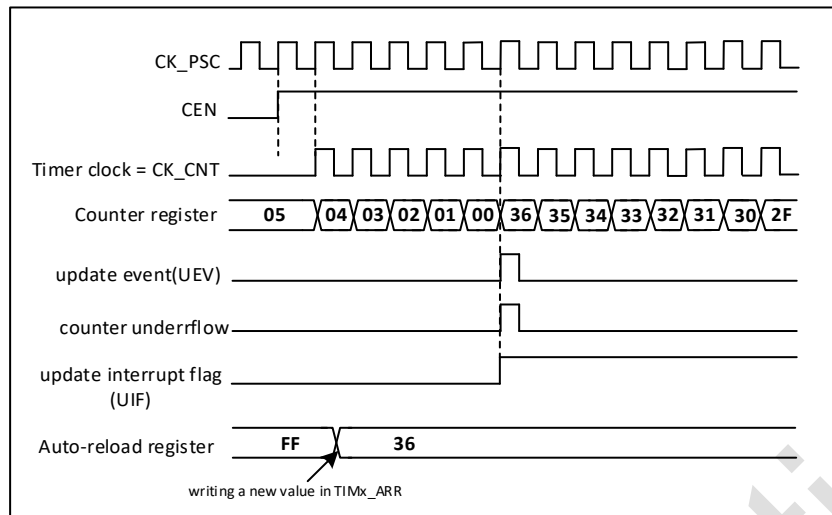 CK_PSC
CEN
Timer clock = CK_CNT
Counter register 05 04 03 02 01 00 36 35 34 33 32 31 30 2F
update event(UEV)
counter underrflow
update interrupt flag
(UIF)
Auto-reload register FF 36
writing a new value in TIMx_ARR